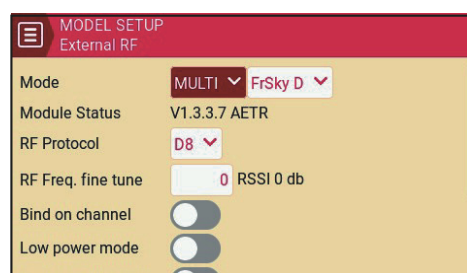 MODEL SETUP
External RF
Mode MULTI FrSky D
Module Status V1.3.3.7 AETR
RF Protocol D8
RF Freq. fine tune 0 RSSI 0 db
Bind on channel
Low power mode